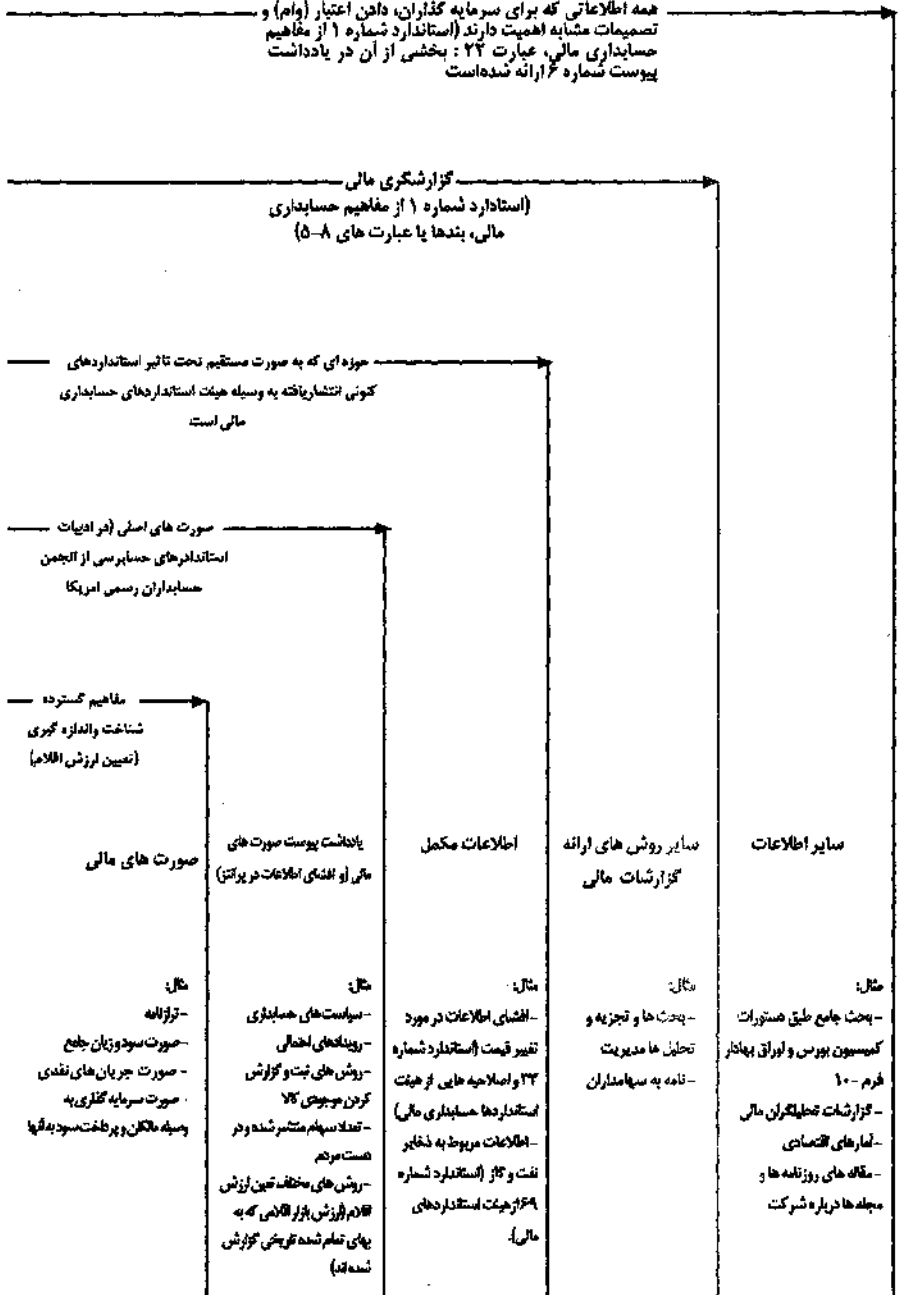 همه اطلاعاتی که برای سرمایه گذاران، دادن اعتبار (وام) و
تصمیمات مشابه اهمیت دارند (استاندارد شماره ۱ از مفاهیم
حسابداری مالی، عبارت ۲۲ : بخشی از آن در یادداشت
پیوست شماره ۶ ارائه شده‌است
گزارشگری مالی
(استادارد شماره ۱ از مفاهیم حسابداری
مالی، بندها یا عبارت های ۸–۵)
حوزه ای که به صورت مستقیم تحت تاثیر استانداردهای
کنونی انتشاریافته به وسیله هیئت استانداردهای حسابداری
مالی است
صورت های اصلی (در ادبیات
استاندادرهای حسابرسی از انجمن
حسابداران رسمی امریکا
مفاهیم گسترده
شناخت واندازه گیری
(تعیین ارزش اقلام)
صورت های مالی
مثال:
-ترازنامه
-صورت سودوزیان جامع
- صورت جریان های نقدی
- صورت سرمایه گذاری به
وسیله مالکان و پرداخت سود به آنها
یادداشت پیوست صورت های
مالی (و افشای اطلاعات در پرانتز)
مثال:
-سیاست های حسابداری
-رویدادهای احتمالی
-روش های ثبت و گزارش
کردن موجودی کالا
-تعداد سهام منتشر شده و در
دست مردم
-روش های مختلف تعین ارزش
اقلام (ارزش بازار اقلامی که به
بهای تمام شده تاریخی گزارش
شده اند)
اطلاعات مکمل
مثال:
-افشای اطلاعات در مورد
تغییر قیمت (استاندارد شماره
۳۳ و اصلاحیه هایی از هیئت
استانداردها حسابداری مالی)
-اطلاعات مربوط به ذخایر
نفت و گاز (استاندارد شماره
۶۹ از هیئت استانداردهای
مالی).
سایر روش های ارائه
گزارشات مالی
مثال:
-بحث ها و تجزیه و
تحلیل ها مدیریت
-نامه به سهامداران
سایر اطلاعات
مثال:
-بحث جامع طبق دستورات
کمیسیون بورس و اوراق بهادار
فرم -۱۰
- گزارشات تحلیلگران مالی
-آمارهای اقتصادی
-مقاله های روزنامه ها و
مجله ها درباره شرکت